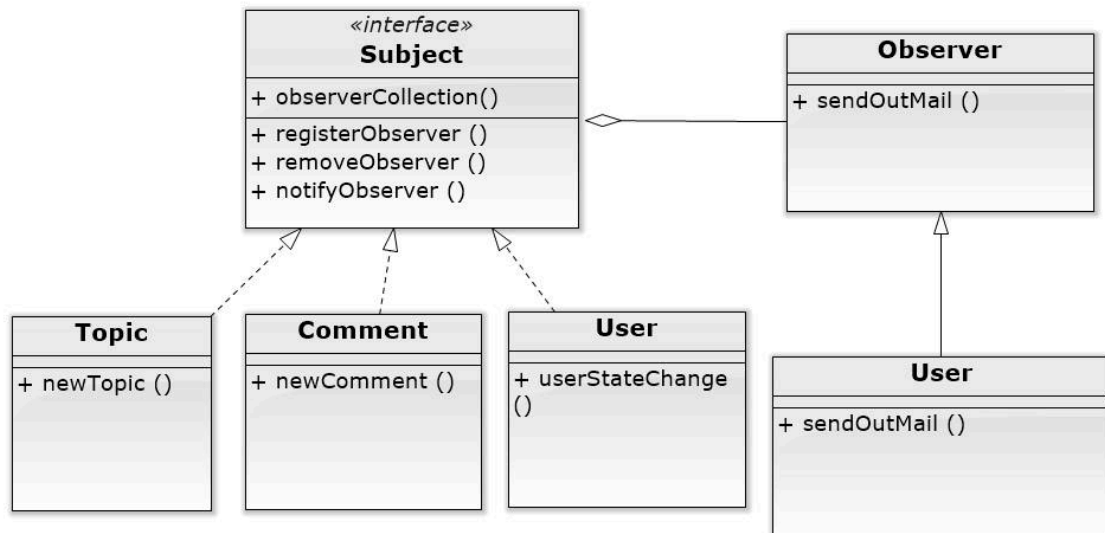 «interface»
Subject
+ observerCollection()
+ registerObserver ()
+ removeObserver ()
+ notifyObserver ()
Observer
+ sendOutMail ()
Topic
+ newTopic ()
Comment
+ newComment ()
User
+ userStateChange
()
User
+ sendOutMail ()